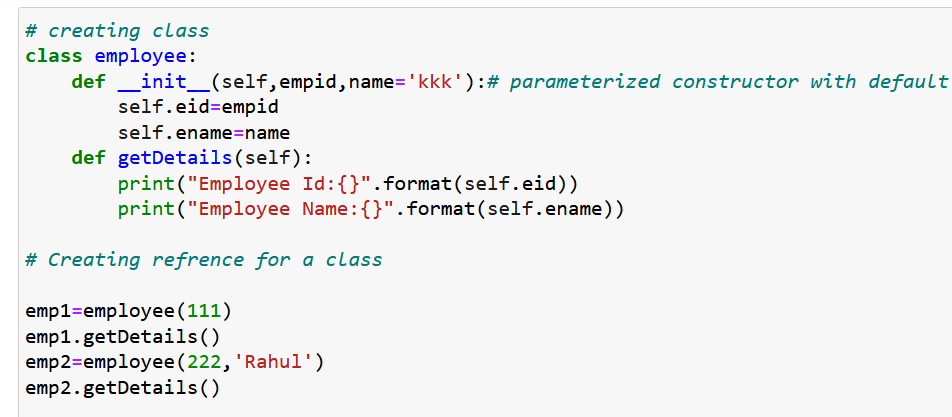 # creating class
class employee:
    def __init__(self,empid,name='kkk'):# parameterized constructor with default
        self.eid=empid
        self.ename=name
    def getDetails(self):
        print("Employee Id:{}".format(self.eid))
        print("Employee Name:{}".format(self.ename))
# Creating refrence for a class
emp1=employee(111)
emp1.getDetails()
emp2=employee(222,'Rahul')
emp2.getDetails()